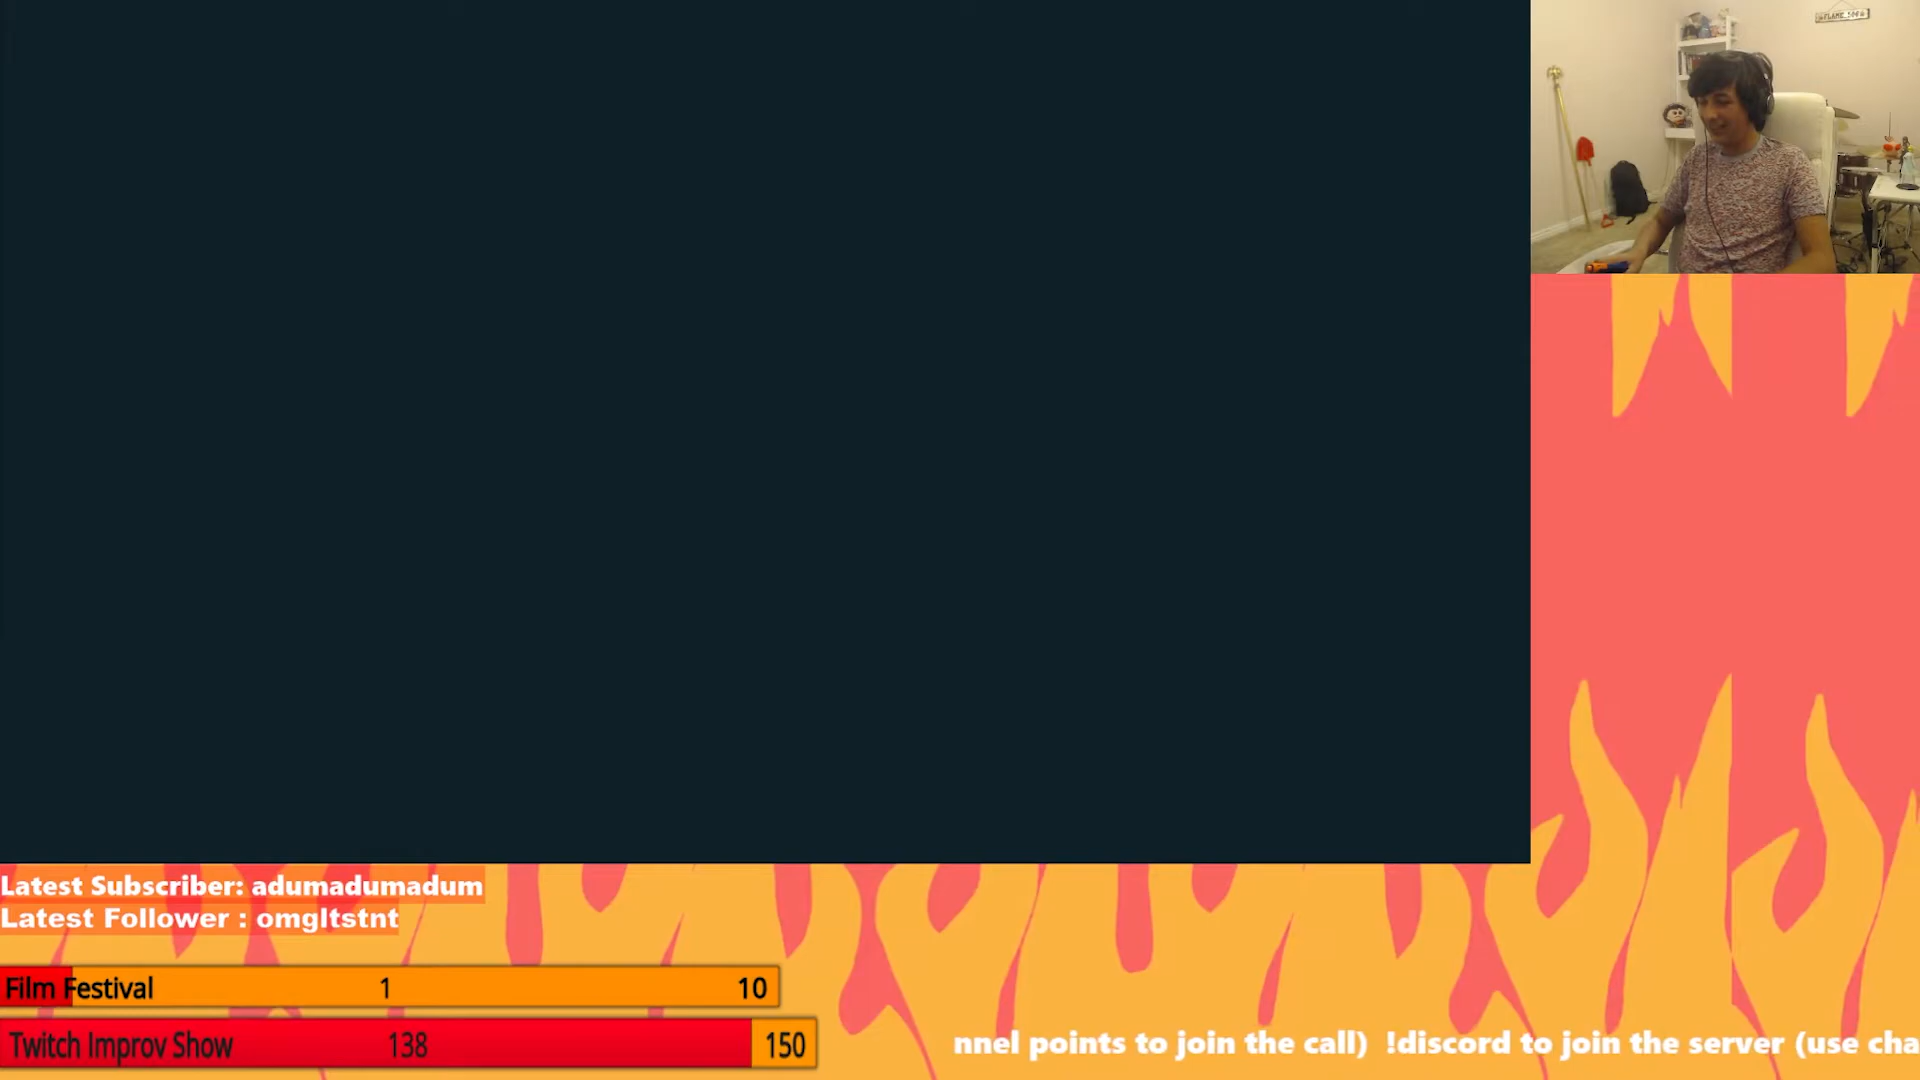 Latest Subscriber: adumadumadum
Latest Follower : omgltstnt
Film Festival 1 10
Twitch Improv Show 138 150
nnel points to join the call) !discord to join the server (use cha